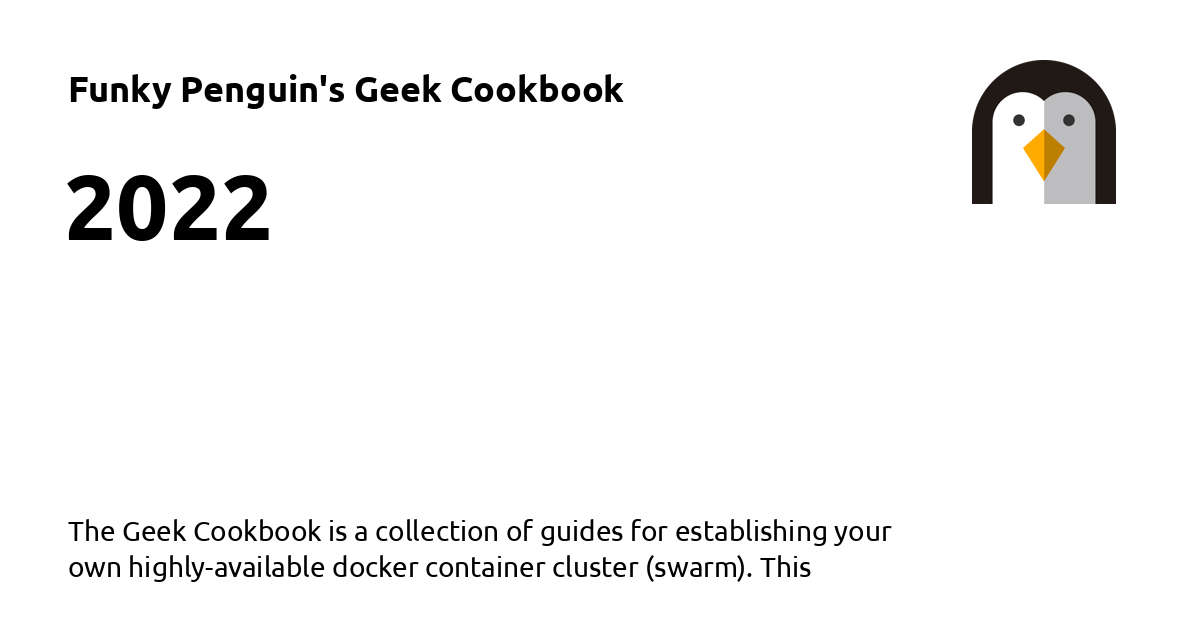 Funky Penguin's Geek Cookbook
2022
The Geek Cookbook is a collection of guides for establishing your
own highly-available docker container cluster (swarm). This